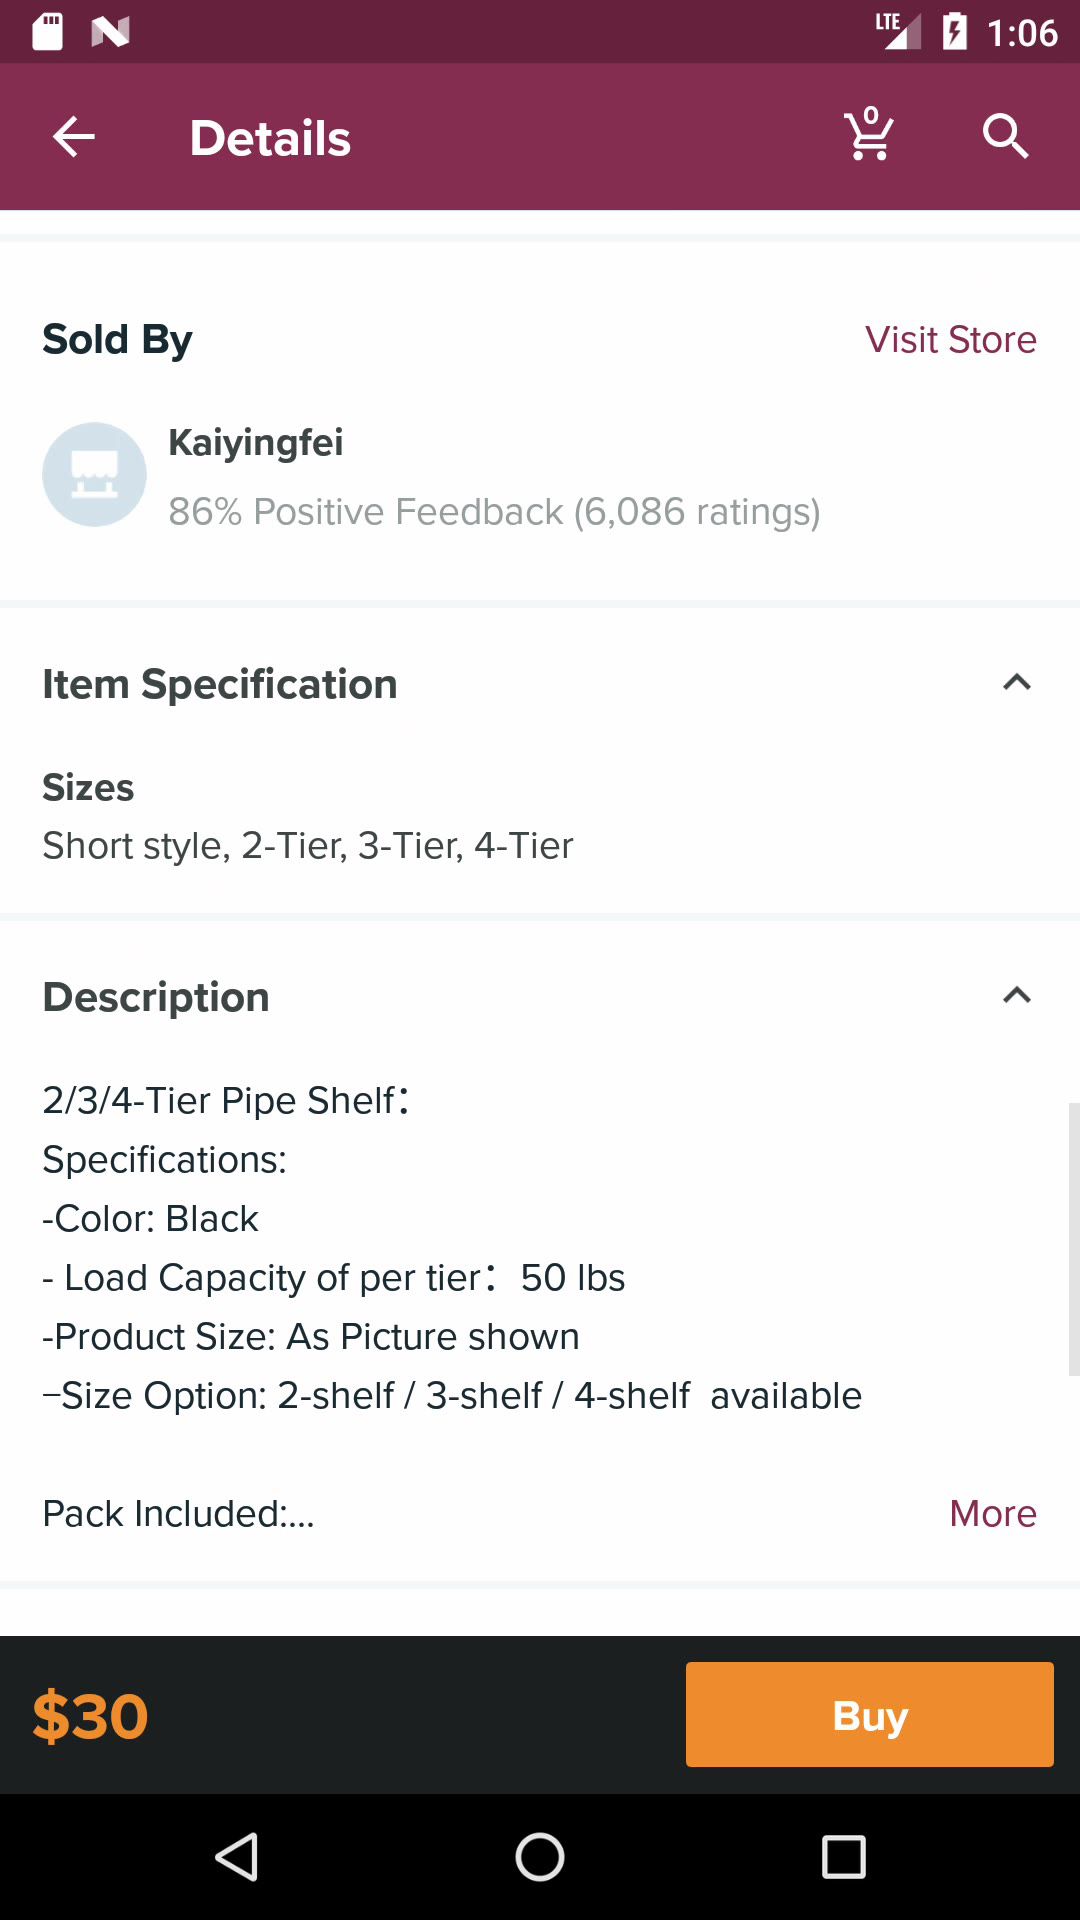 LTE 1:06
Details 0
Sold By Visit Store
Kaiyingfei
86% Positive Feedback (6,086 ratings)
Item Specification
Sizes
Short style, 2-Tier, 3-Tier, 4-Tier
Description
2/3/4-Tier Pipe Shelf：
Specifications:
-Color: Black
- Load Capacity of per tier：50 lbs
-Product Size: As Picture shown
–Size Option: 2-shelf / 3-shelf / 4-shelf  available
Pack Included:... More
$30 Buy